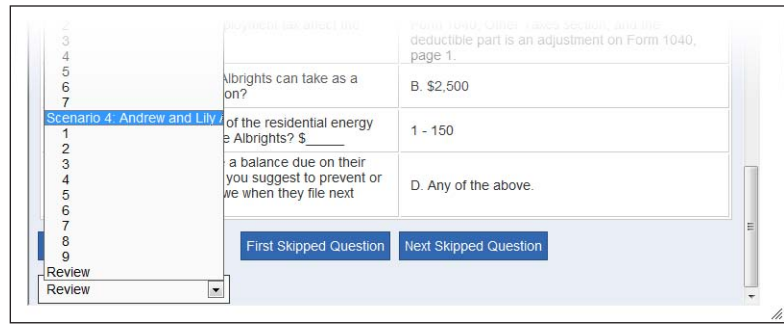 2
3
4
5
6
7
Scenario 4: Andrew and Lily A
1
2
3
4
5
6
7
8
9
Review
Review
ployment tax affect the
Form 1040, Other Taxes section, and the
deductible part is an adjustment on Form 1040,
page 1.
Albrights can take as a
on?
B. $2,500
of the residential energy
e Albrights? $_____
1 - 150
a balance due on their
you suggest to prevent or
we when they file next
D. Any of the above.
First Skipped Question
Next Skipped Question